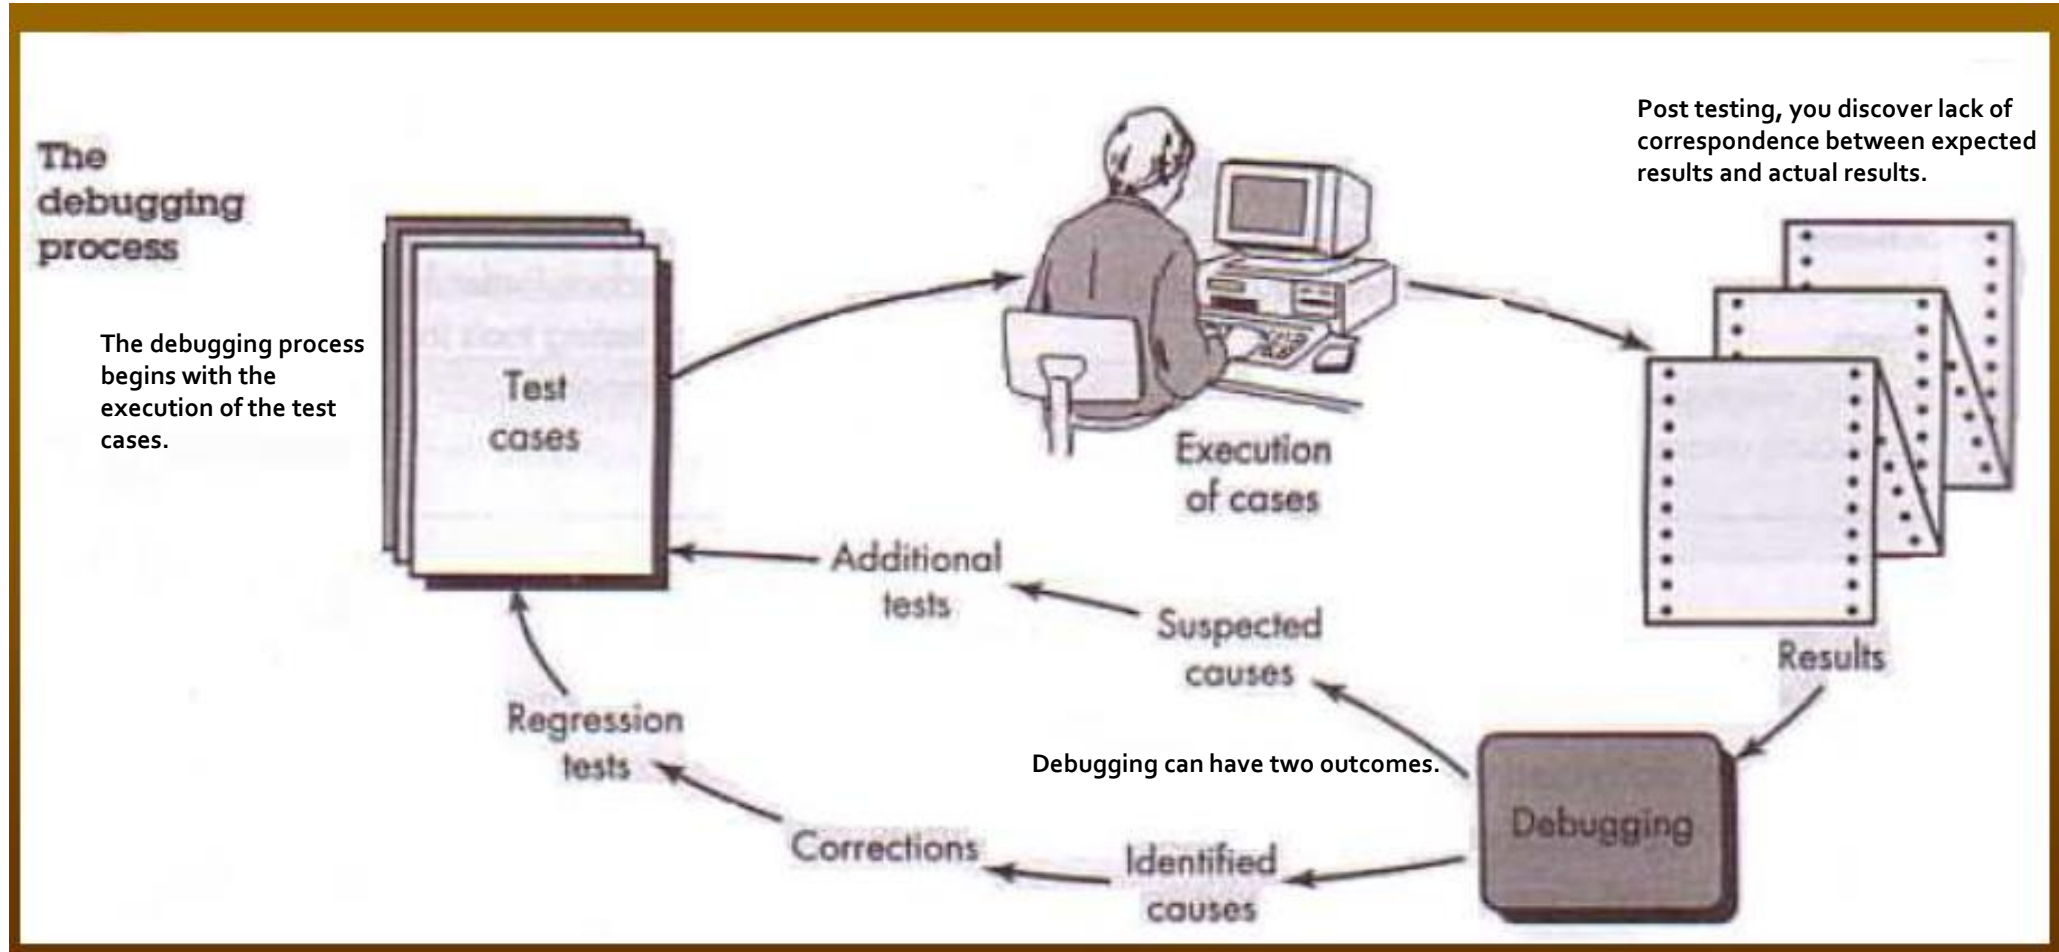 The
debugging
process
The debugging process
begins with the
execution of the test
cases.
Test
cases
Execution
of cases
Post testing, you discover lack of
correspondence between expected
results and actual results.
Results
Debugging
Debugging can have two outcomes.
Suspected
causes
Additional
tests
Identified
causes
Corrections
Regression
tests